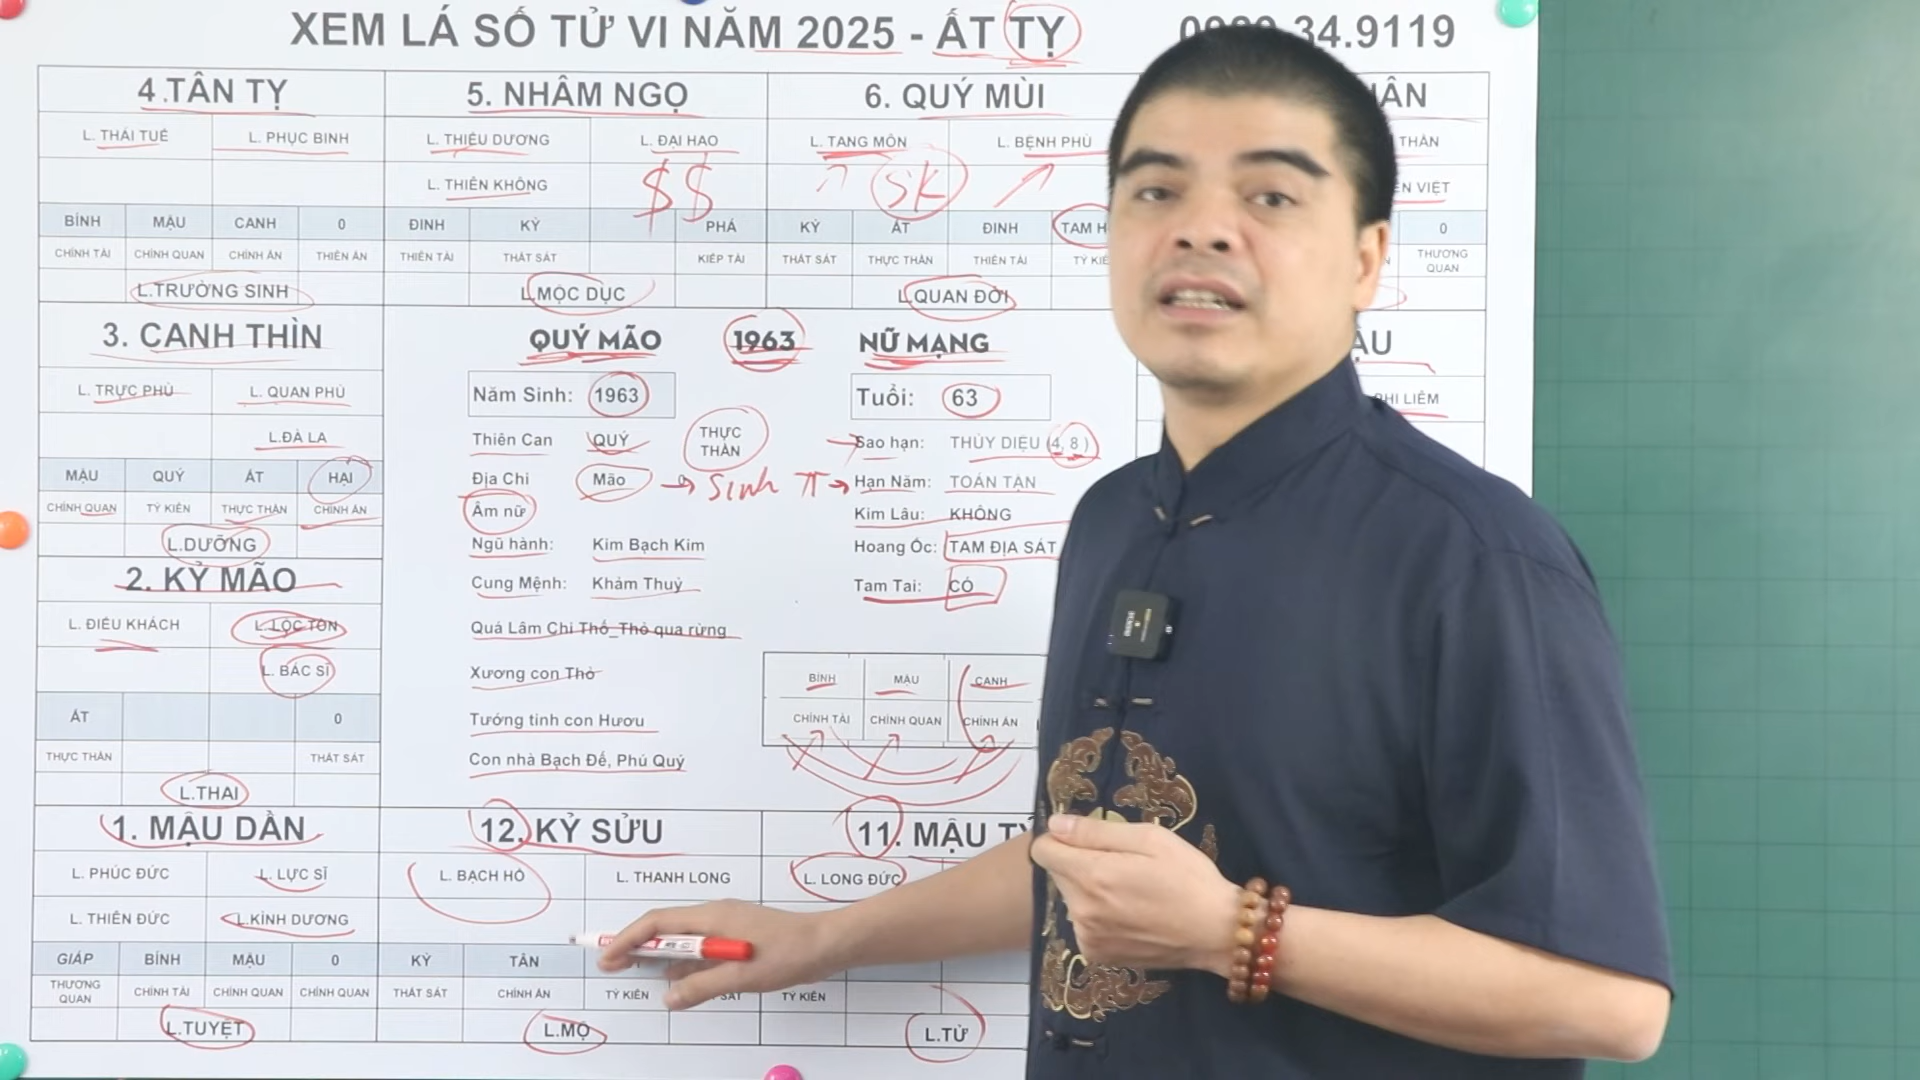 XEM LÁ SỐ TỬ VI NĂM 2025 - ẤT TỴ
34.9119
4.TÂN TỴ
5. NHÂM NGỌ
6. QUÝ MÙI
L. THÁI TUẾ
L. PHỤC BINH
L. THIẾU DƯƠNG
L. ĐẠI HAO
L. TANG MÔN
L. BỆNH PHÙ
L. THIÊN KHÔNG
$$
SK
BÍNH MẬU CANH 0
ĐINH KỶ PHÁ
KỶ ẤT ĐINH TAM H
0
CHÍNH TÀI CHÍNH QUAN CHÍNH ẤN THIÊN ẤN
THIÊN TÀI THẤT SÁT KIẾP TÀI
THẤT SÁT THỰC THẦN THIÊN TÀI TỶ KIÊ
THƯƠNG QUAN
L.TRƯỜNG SINH
L.MỘC DỤC
L.QUAN ĐỚI
3. CANH THÌN
L. TRỰC PHÙ
L. QUAN PHỦ
L.ĐÀ LA
MẬU QUÝ ẤT HẠI
CHÍNH QUAN TỶ KIÊN THỰC THẦN CHÍNH ẤN
L.DƯỠNG
2. KỶ MÃO
L. ĐIẾU KHÁCH
L. LỘC TỒN
L. BÁC SĨ
ẤT 0
THỰC THẦN THẤT SÁT
L.THAI
QUÝ MÃO 1963 NỮ MẠNG
Năm Sinh: 1963
Tuổi: 63
Thiên Can QUÝ
THỰC THẦN
Sao hạn: THỦY DIỆU (4, 8 )
Địa Chi Mão
Sinh
Hạn Năm: TOÁN TẬN
Âm nữ
Kim Lâu: KHÔNG
Ngũ hành: Kim Bạch Kim
Hoang Ốc: TAM ĐỊA SÁT
Cung Mệnh: Khảm Thuỷ
Tam Tai: CÓ
Quá Lâm Chi Thố_Thỏ qua rừng
Xương con Thỏ
Tướng tinh con Hươu
Con nhà Bạch Đế, Phú Quý
BÍNH MẬU CANH
CHÍNH TÀI CHÍNH QUAN CHÍNH ẤN
1. MẬU DẦN
12. KỶ SỬU
11. MẬU TÝ
L. PHÚC ĐỨC
L. LỰC SĨ
L. BẠCH HỔ
L. THANH LONG
L. LONG ĐỨC
L. THIÊN ĐỨC
L.KÌNH DƯƠNG
GIÁP BÍNH MẬU 0
KỶ TÂN
THƯƠNG QUAN CHÍNH TÀI CHÍNH QUAN CHÍNH QUAN
THẤT SÁT CHÍNH ẤN TỶ KIÊN SÁT
TỶ KIÊN
L.TUYỆT
L.MỘ
L.TỬ